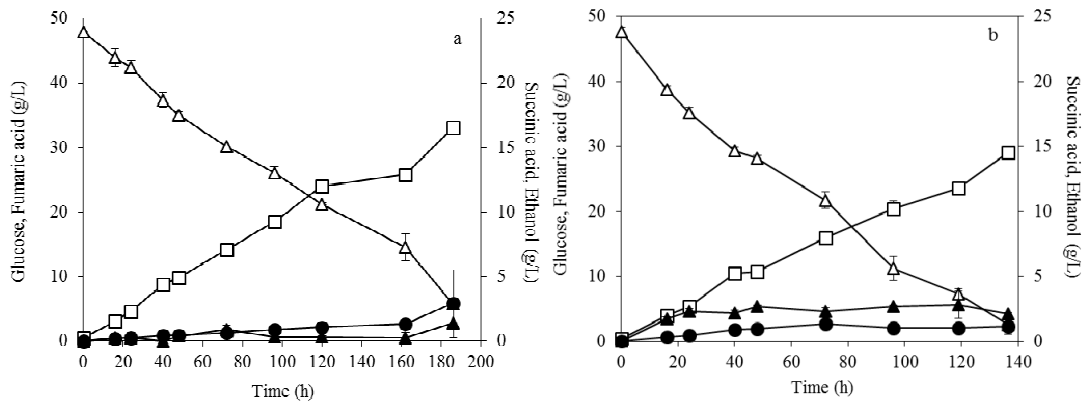 a
Glucose, Fumaric acid (g/L)
50
40
30
20
10
0
25
20
15
10
5
0
Succinic acid, Ethanol (g/L)
0 20 40 60 80 100 120 140 160 180 200
Time (h)
b
Glucose, Fumaric acid (g/L)
50
40
30
20
10
0
25
20
15
10
5
0
Succinic acid, Ethanol (g/L)
0 20 40 60 80 100 120 140
Time (h)